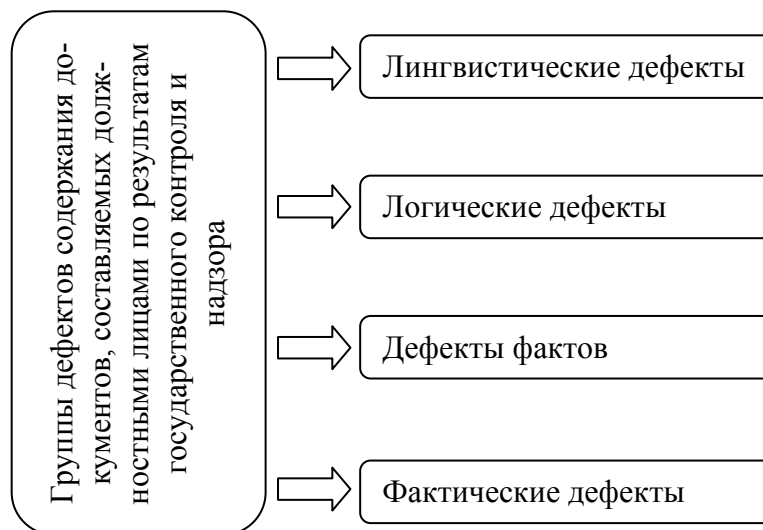 Группы дефектов содержания до-
кументов, составляемых долж-
ностными лицами по результатам
государственного контроля и
надзора
Лингвистические дефекты
Логические дефекты
Дефекты фактов
Фактические дефекты